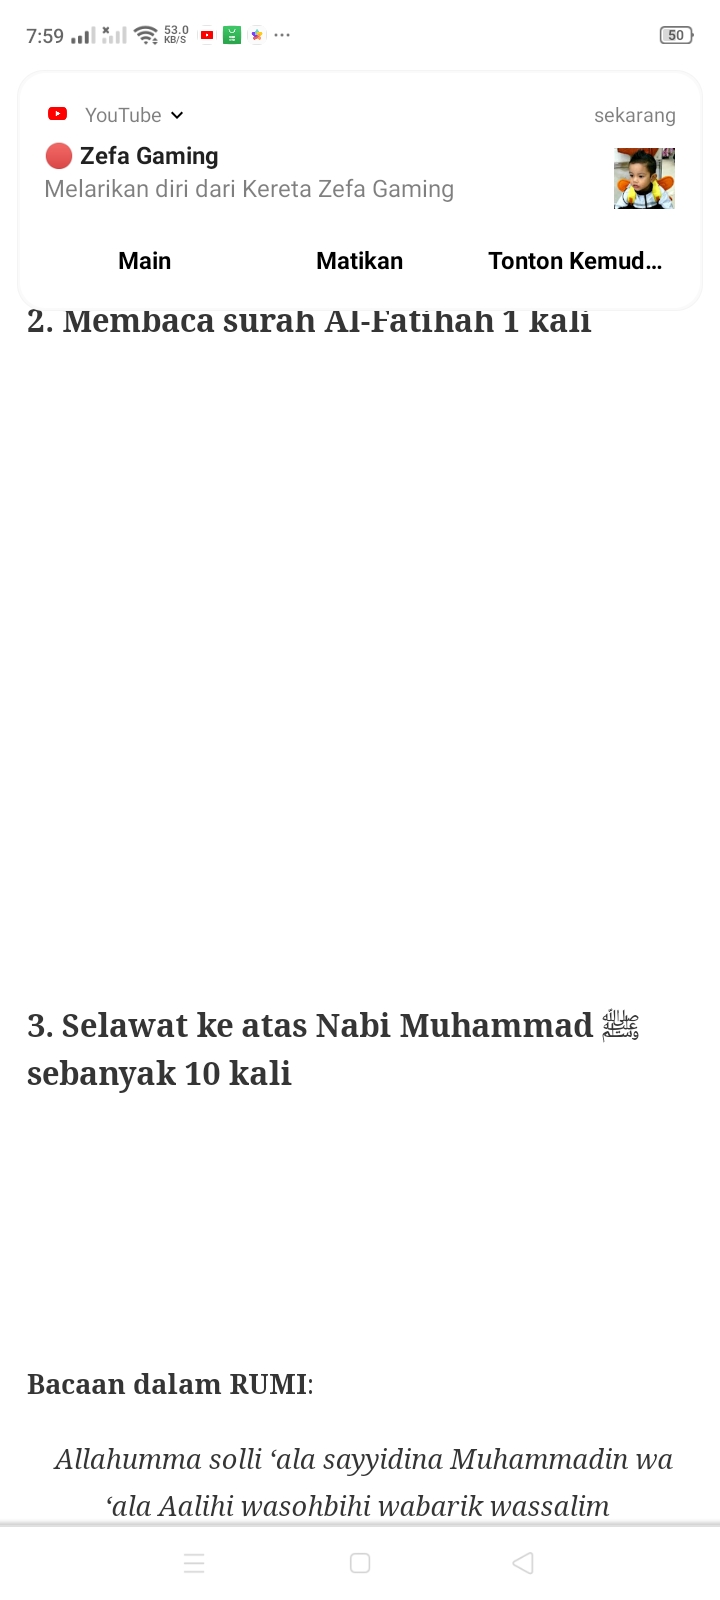 7:59 53.0 KB/S 50
YouTube sekarang
Zefa Gaming
Melarikan diri dari Kereta Zefa Gaming
Main Matikan Tonton Kemud...
2. Membaca surah Al-Fatihah 1 kali
3. Selawat ke atas Nabi Muhammad ﷺ
sebanyak 10 kali
Bacaan dalam RUMI:
Allahumma solli ‘ala sayyidina Muhammadin wa
‘ala Aalihi wasohbihi wabarik wassalim